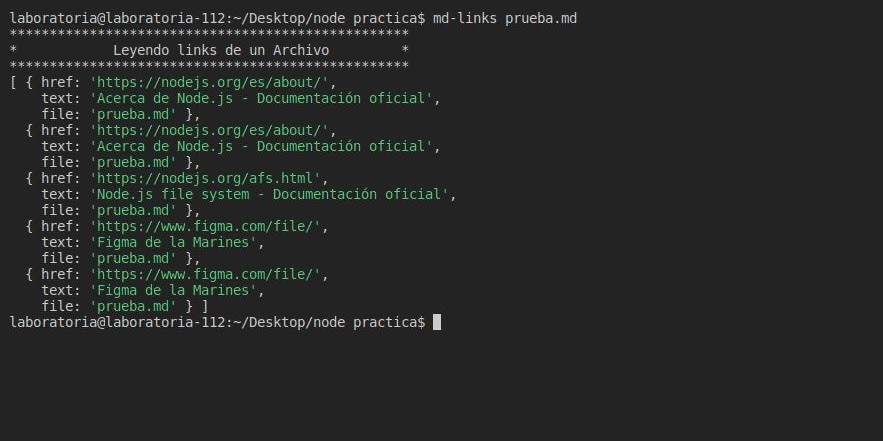 laboratoria@laboratoria-112:~/Desktop/node practica$ md-links prueba.md
**************************************************
*            Leyendo links de un Archivo         *
**************************************************
[ { href: 'https://nodejs.org/es/about/',
    text: 'Acerca de Node.js - Documentación oficial',
    file: 'prueba.md' },
  { href: 'https://nodejs.org/es/about/',
    text: 'Acerca de Node.js - Documentación oficial',
    file: 'prueba.md' },
  { href: 'https://nodejs.org/afs.html',
    text: 'Node.js file system - Documentación oficial',
    file: 'prueba.md' },
  { href: 'https://www.figma.com/file/',
    text: 'Figma de la Marines',
    file: 'prueba.md' },
  { href: 'https://www.figma.com/file/',
    text: 'Figma de la Marines',
    file: 'prueba.md' } ]
laboratoria@laboratoria-112:~/Desktop/node practica$